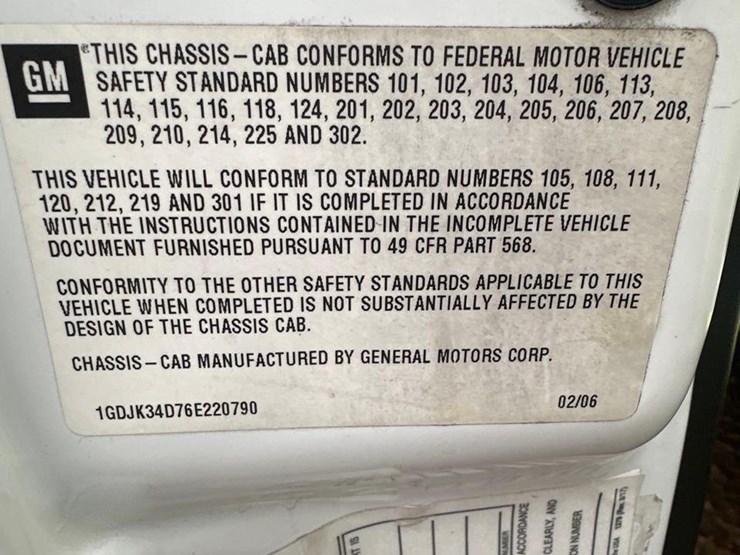 GM
®THIS CHASSIS-CAB CONFORMS TO FEDERAL MOTOR VEHICLE
SAFETY STANDARD NUMBERS 101, 102, 103, 104, 106, 113,
114, 115, 116, 118, 124, 201, 202, 203, 204, 205, 206, 207, 208,
209, 210, 214, 225 AND 302.
THIS VEHICLE WILL CONFORM TO STANDARD NUMBERS 105, 108, 111,
120, 212, 219 AND 301 IF IT IS COMPLETED IN ACCORDANCE
WITH THE INSTRUCTIONS CONTAINED IN THE INCOMPLETE VEHICLE
DOCUMENT FURNISHED PURSUANT TO 49 CFR PART 568.
CONFORMITY TO THE OTHER SAFETY STANDARDS APPLICABLE TO THIS
VEHICLE WHEN COMPLETED IS NOT SUBSTANTIALLY AFFECTED BY THE
DESIGN OF THE CHASSIS CAB.
CHASSIS-CAB MANUFACTURED BY GENERAL MOTORS CORP.
1GDJK34D76E220790
02/06
ACCORDANCE
CLEARLY, AND
ON NUMBER